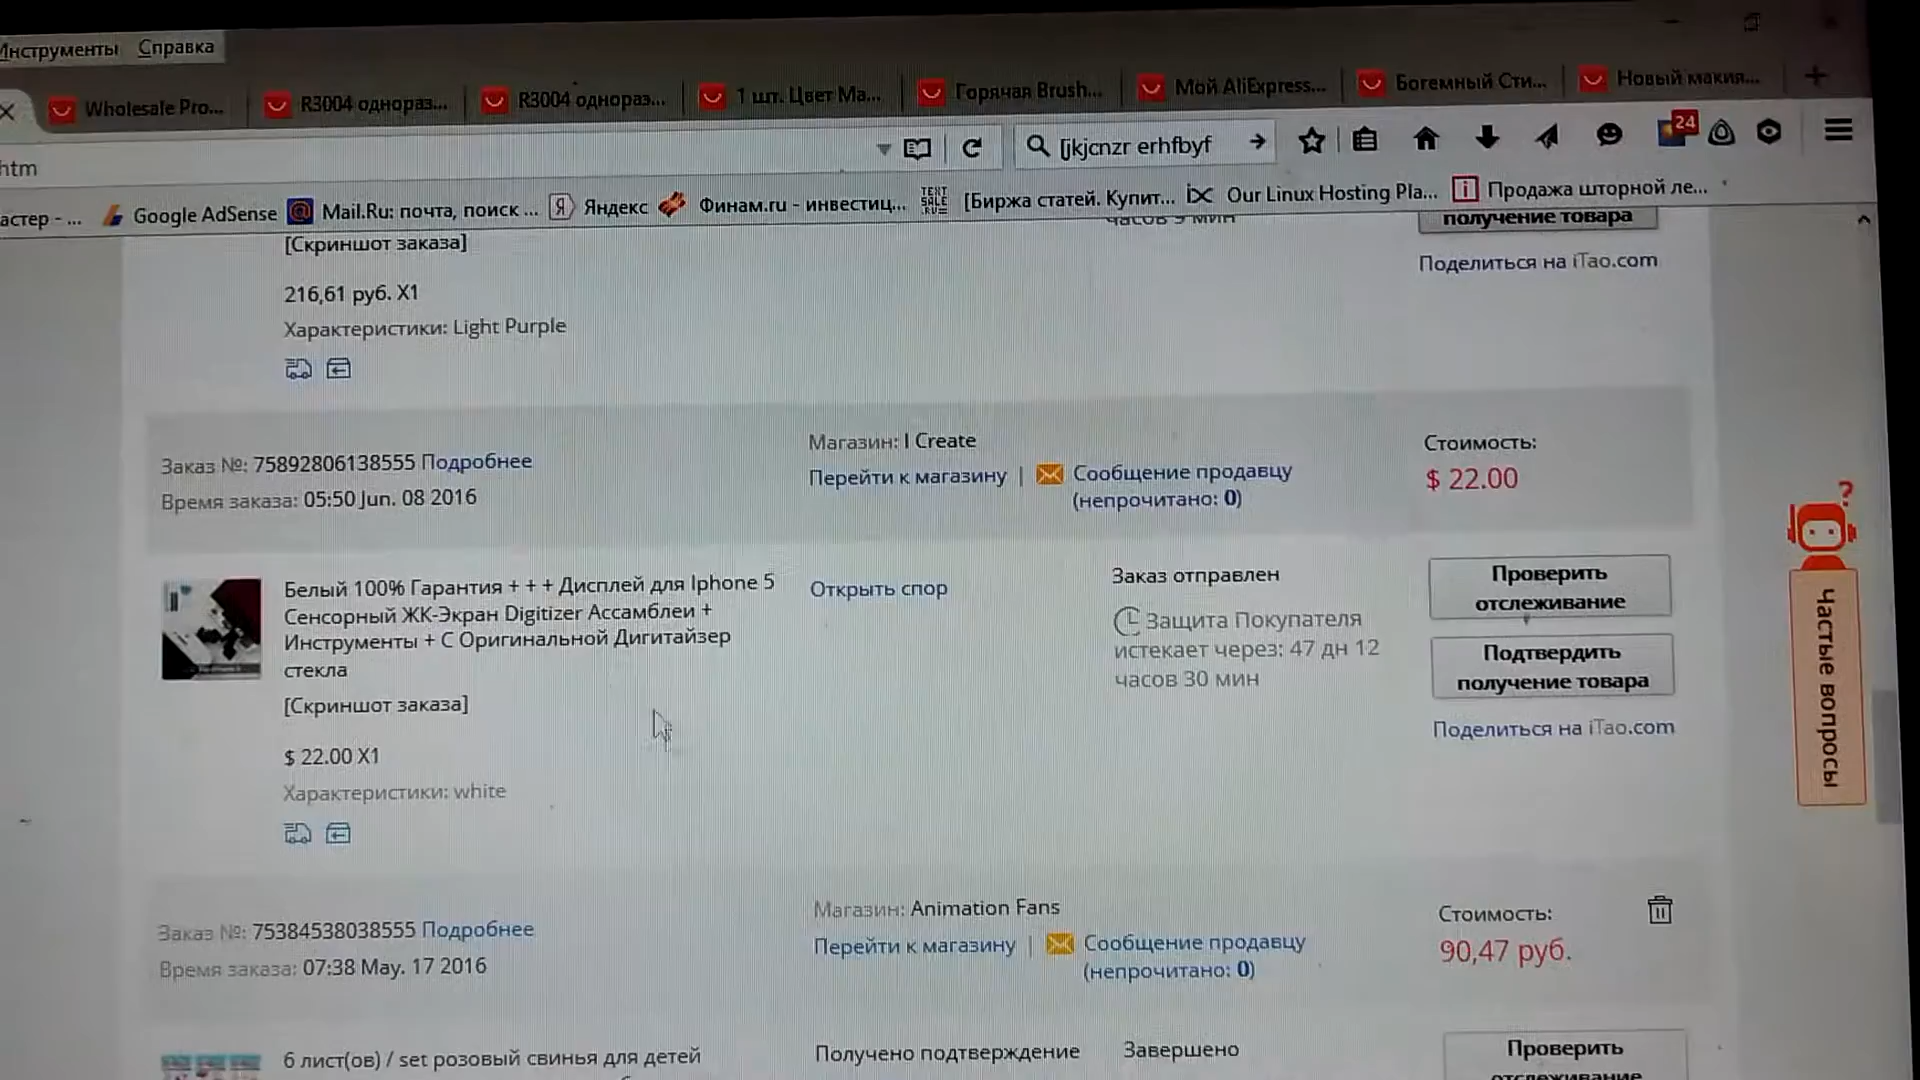 Инструменты Справка
Wholesale Pro... R3004 однораз... R3004 однораз... 1 шт. Цвет Ма... Горячая Brush... Мой AliExpress... Богемный Сти... Новый макия...
htm [jkjcnzr erhfbyf 24
астер - ... Google AdSense Mail.Ru: почта, поиск ... Яндекс Финам.ru - инвестиц... TEXT SALE RU [Биржа статей. Купит... Our Linux Hosting Pla... Продажа шторной ле...
[Скриншот заказа]
часов 5 мин
получение товара
Поделиться на iTao.com
216,61 руб. X1
Характеристики: Light Purple
Заказ №: 75892806138555 Подробнее
Время заказа: 05:50 Jun. 08 2016
Магазин: I Create
Перейти к магазину | Сообщение продавцу
(непрочитано: 0)
Стоимость:
$ 22.00
Белый 100% Гарантия + + + Дисплей для Iphone 5
Сенсорный ЖК-Экран Digitizer Ассамблеи +
Инструменты + С Оригинальной Дигитайзер
стекла
[Скриншот заказа]
$ 22.00 X1
Характеристики: white
Открыть спор
Заказ отправлен
Защита Покупателя
истекает через: 47 дн 12
часов 30 мин
Проверить
отслеживание
Подтвердить
получение товара
Поделиться на iTao.com
Частые вопросы
Заказ №: 75384538038555 Подробнее
Время заказа: 07:38 May. 17 2016
Магазин: Animation Fans
Перейти к магазину | Сообщение продавцу
(непрочитано: 0)
Стоимость:
90,47 руб.
6 лист(ов) / set розовый свинья для детей
Получено подтверждение
Завершено
Проверить
отслеживание